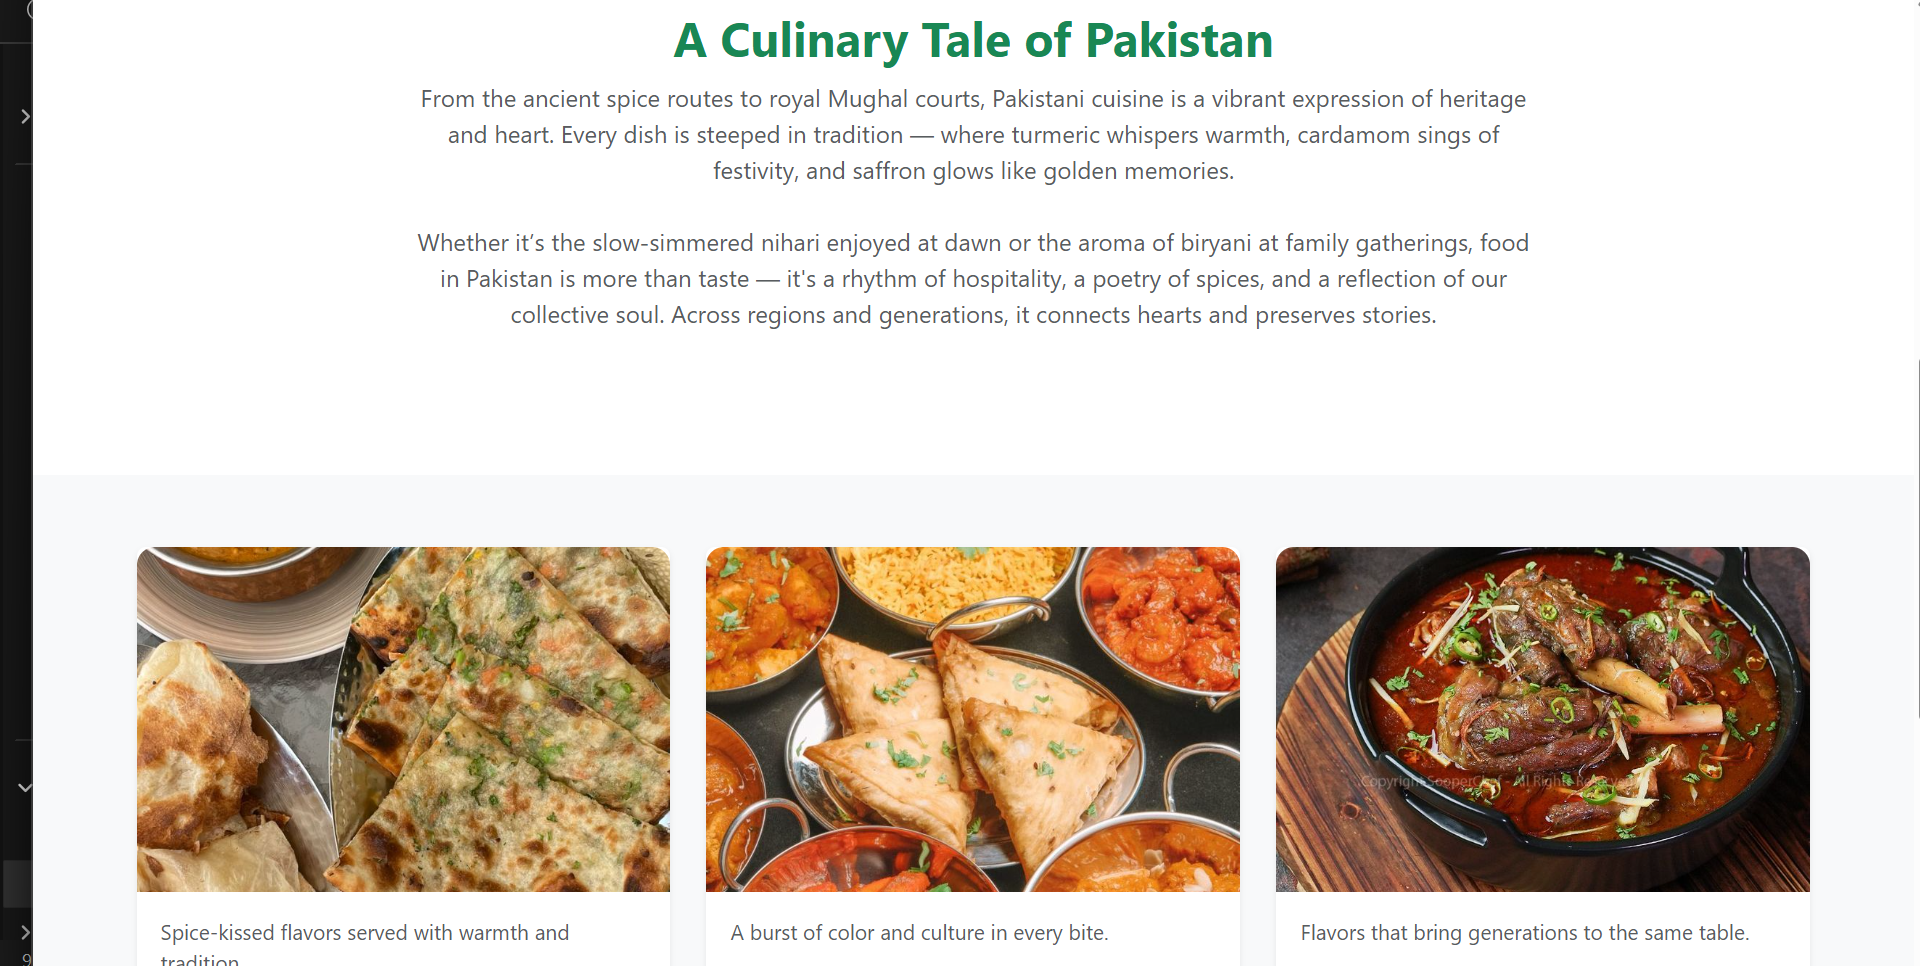 A Culinary Tale of Pakistan
From the ancient spice routes to royal Mughal courts, Pakistani cuisine is a vibrant expression of heritage
and heart. Every dish is steeped in tradition — where turmeric whispers warmth, cardamom sings of
festivity, and saffron glows like golden memories.
Whether it’s the slow-simmered nihari enjoyed at dawn or the aroma of biryani at family gatherings, food
in Pakistan is more than taste — it's a rhythm of hospitality, a poetry of spices, and a reflection of our
collective soul. Across regions and generations, it connects hearts and preserves stories.
Copyright SooperChef - All Rights Reserved
Spice-kissed flavors served with warmth and
tradition.
A burst of color and culture in every bite.
Flavors that bring generations to the same table.
9